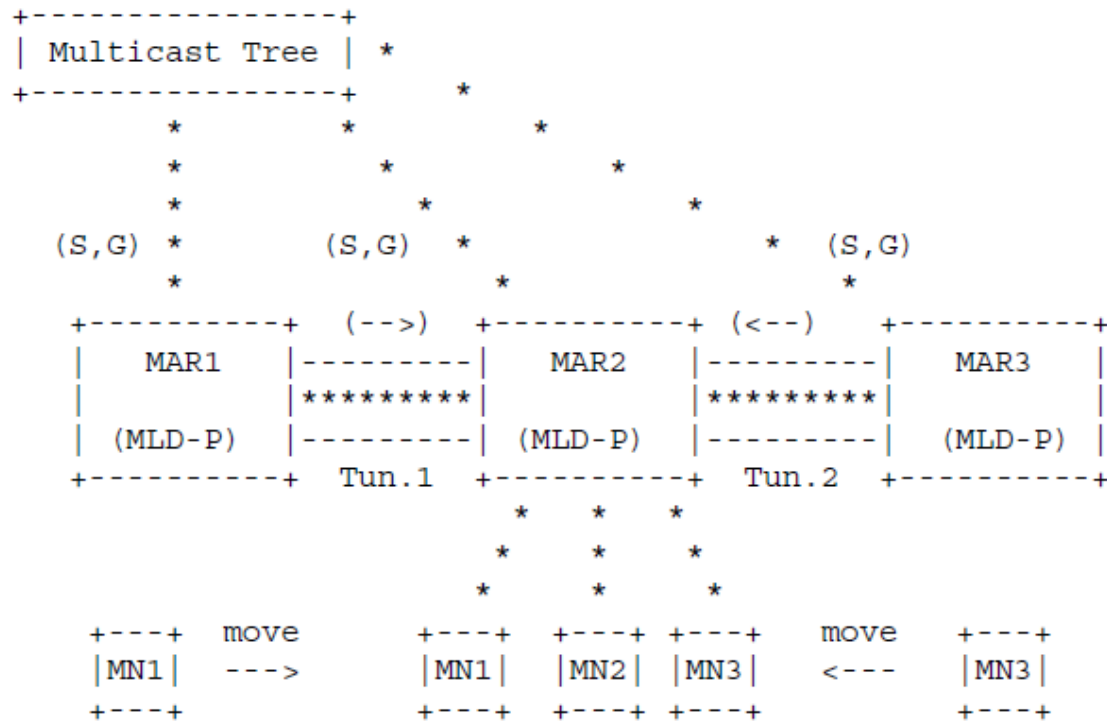 +----------------+
| Multicast Tree | *
+----------------+     *
*        *         *
*          *         *
*            *             *
(S,G) *       (S,G)  *               *  (S,G)
*                *                 *
+----------+  (-->)  +----------+ (<--)   +----------+
|   MAR1   |---------|   MAR2   |---------|   MAR3   |
|          |*********|          |*********|          |
| (MLD-P)  |---------| (MLD-P)  |---------|  (MLD-P) |
+----------+  Tun.1  +----------+  Tun.2  +----------+
*   *   *
*    *    *
*     *     *
+---+  move      +---+  +---+ +---+   move   +---+
|MN1|  --->      |MN1|  |MN2| |MN3|   <---   |MN3|
+---+            +---+  +---+ +---+          +---+